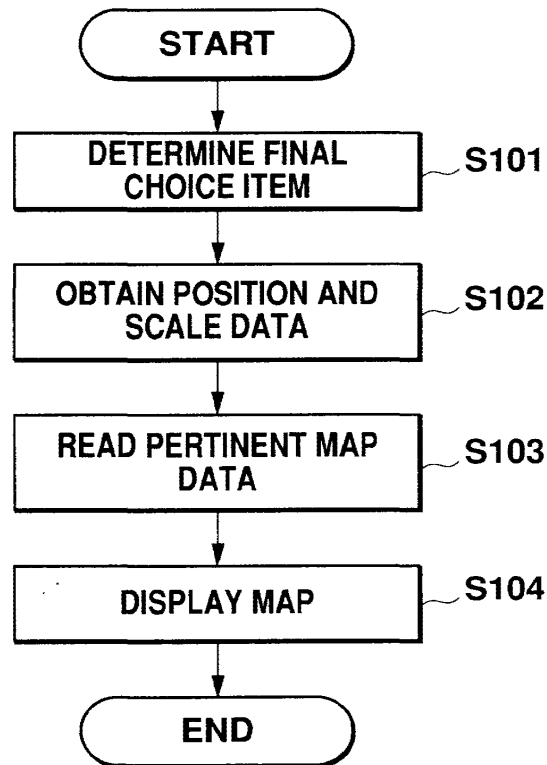 START
DETERMINE FINAL
CHOICE ITEM
S101
OBTAIN POSITION AND
SCALE DATA
S102
READ PERTINENT MAP
DATA
S103
DISPLAY MAP
S104
END